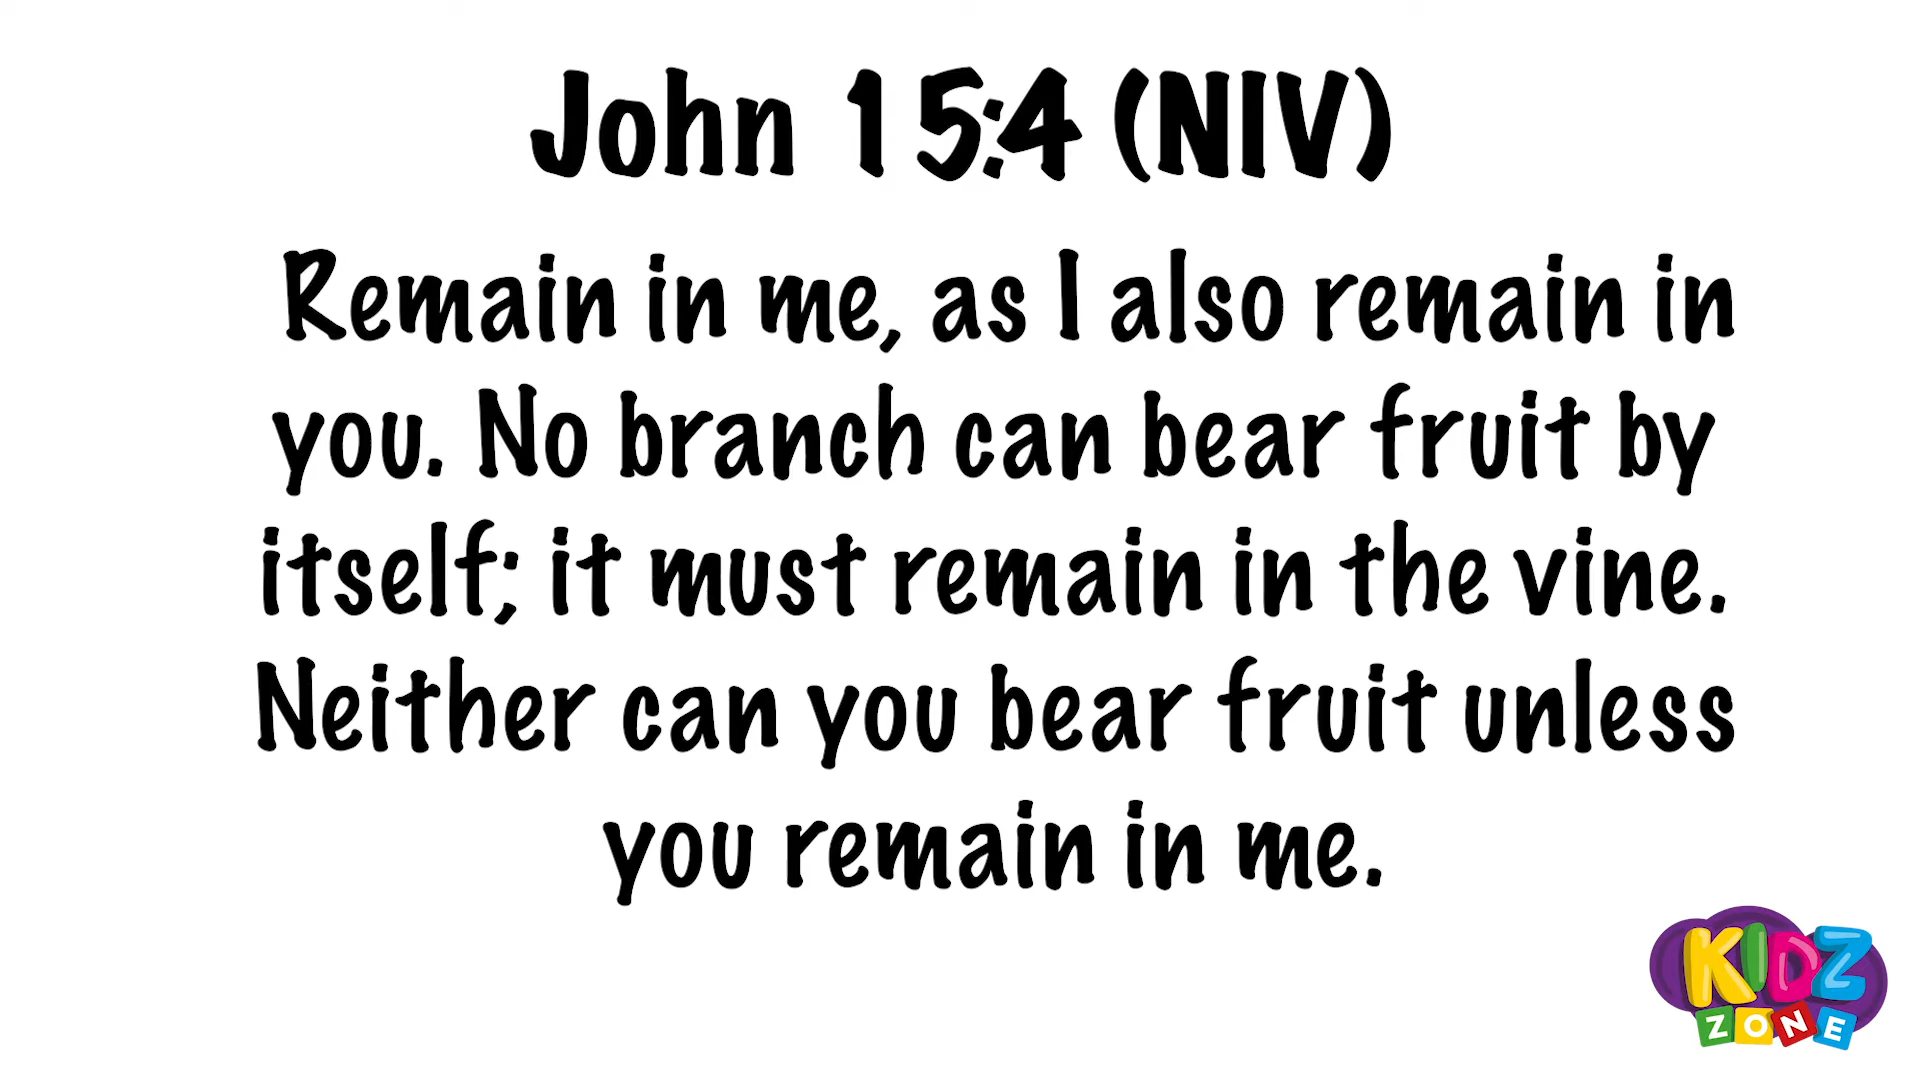 John 15:4 (NIV)
Remain in me, as I also remain in
you. No branch can bear fruit by
itself; it must remain in the vine.
Neither can you bear fruit unless
you remain in me.
KIDZ
ZONE